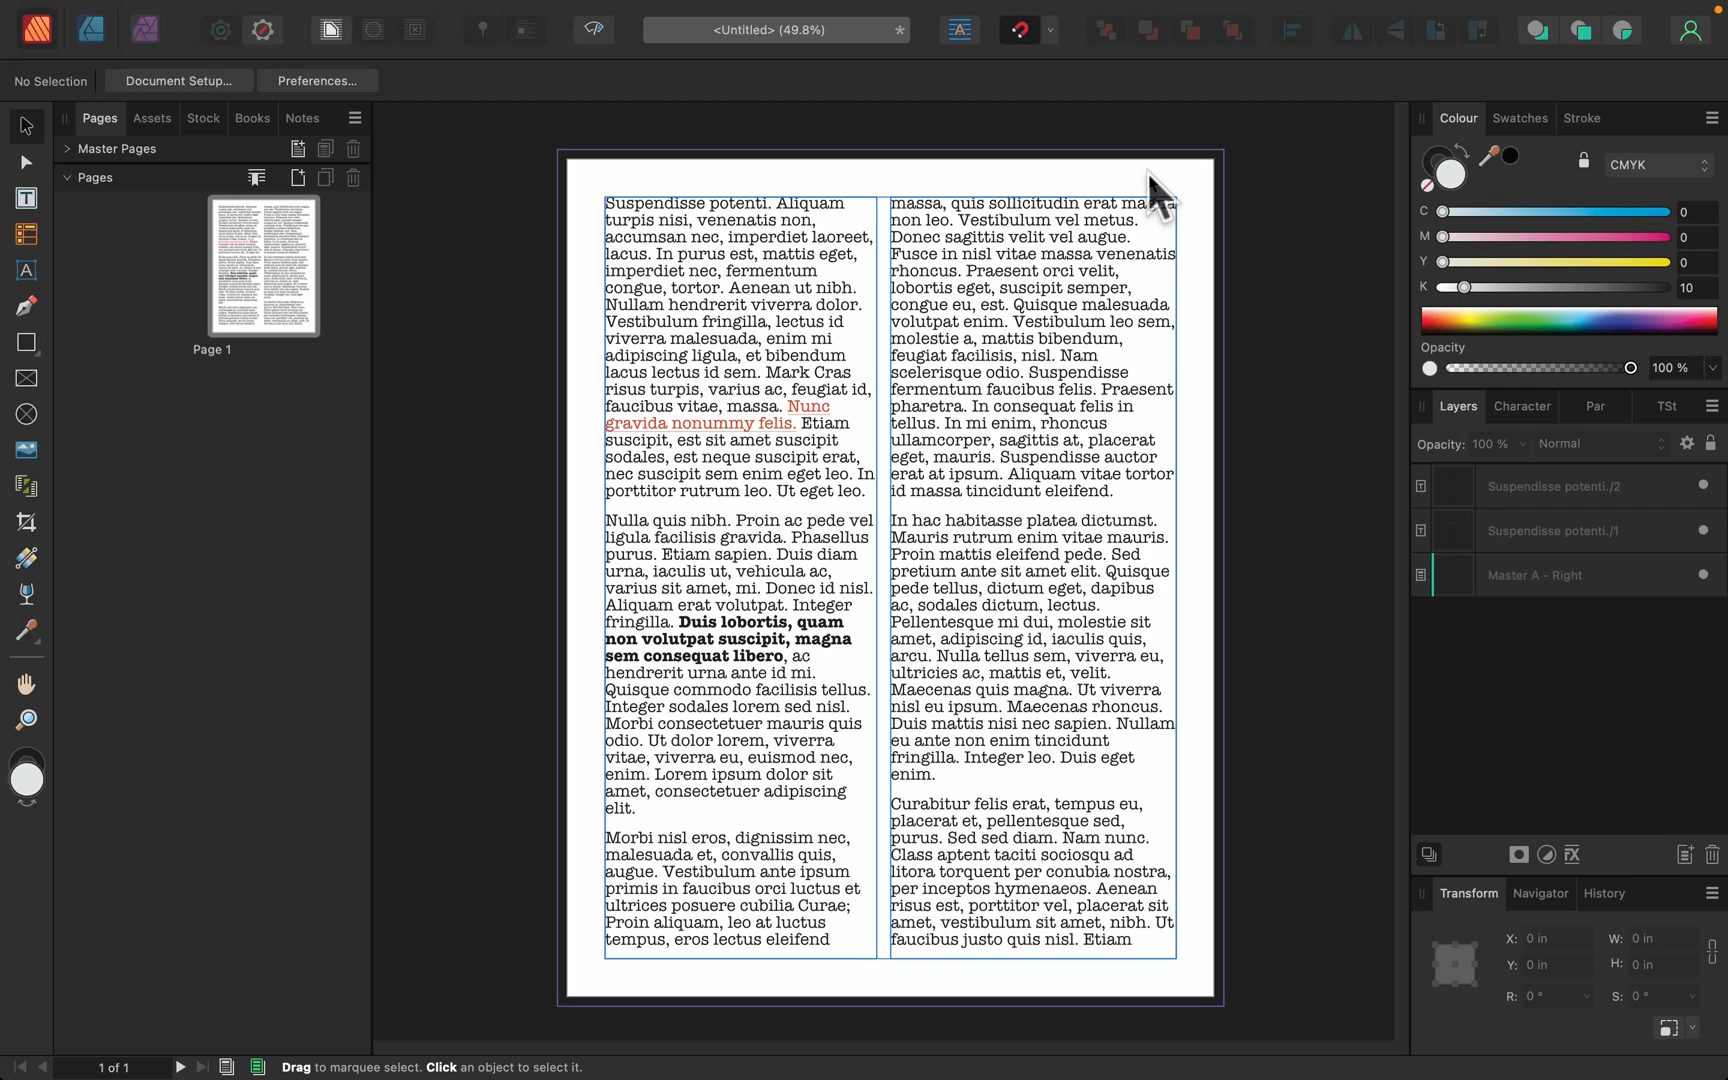 <Untitled> (49.8%)
*
No Selection
Document Setup...
Preferences...
Pages
Assets
Stock
Books
Notes
Master Pages
Pages
Page 1
Suspendisse potenti. Aliquam
turpis nisi, venenatis non,
accumsan nec, imperdiet laoreet,
lacus. In purus est, mattis eget,
imperdiet nec, fermentum
congue, tortor. Aenean ut nibh.
Nullam hendrerit viverra dolor.
Vestibulum fringilla, lectus id
viverra malesuada, enim mi
adipiscing ligula, et bibendum
lacus lectus id sem. Mark Cras
risus turpis, varius ac, feugiat id,
faucibus vitae, massa. Nunc
gravida nonummy felis. Etiam
suscipit, est sit amet suscipit
sodales, est neque suscipit erat,
nec suscipit sem enim eget leo. In
porttitor rutrum leo. Ut eget leo.
Nulla quis nibh. Proin ac pede vel
ligula facilisis gravida. Phasellus
purus. Etiam sapien. Duis diam
urna, iaculis ut, vehicula ac,
varius sit amet, mi. Donec id nisl.
Aliquam erat volutpat. Integer
fringilla. Duis lobortis, quam
non volutpat suscipit, magna
sem consequat libero, ac
hendrerit urna ante id mi.
Quisque commodo facilisis tellus.
Integer sodales lorem sed nisl.
Morbi consectetuer mauris quis
odio. Ut dolor lorem, viverra
vitae, viverra eu, euismod nec,
enim. Lorem ipsum dolor sit
amet, consectetuer adipiscing
elit.
Morbi nisl eros, dignissim nec,
malesuada et, convallis quis,
augue. Vestibulum ante ipsum
primis in faucibus orci luctus et
ultrices posuere cubilia Curae;
Proin aliquam, leo at luctus
tempus, eros lectus eleifend
massa, quis sollicitudin erat magna
non leo. Vestibulum vel metus.
Donec sagittis velit vel augue.
Fusce in nisl vitae massa venenatis
rhoncus. Praesent orci velit,
lobortis eget, suscipit semper,
congue eu, est. Quisque malesuada
volutpat enim. Vestibulum leo sem,
molestie a, mattis bibendum,
feugiat facilisis, nisl. Nam
scelerisque odio. Suspendisse
fermentum faucibus felis. Praesent
pharetra. In consequat felis in
tellus. In mi enim, rhoncus
ullamcorper, sagittis at, placerat
eget, mauris. Suspendisse auctor
erat at ipsum. Aliquam vitae tortor
id massa tincidunt eleifend.
In hac habitasse platea dictumst.
Mauris rutrum enim vitae mauris.
Proin mattis eleifend pede. Sed
pretium ante sit amet elit. Quisque
pede tellus, dictum eget, dapibus
ac, sodales dictum, lectus.
Pellentesque mi dui, molestie sit
amet, adipiscing id, iaculis quis,
arcu. Nulla tellus sem, viverra eu,
ultricies ac, mattis et, velit.
Maecenas quis magna. Ut viverra
nisl eu ipsum. Maecenas rhoncus.
Duis mattis nisi nec sapien. Nullam
eu ante non enim tincidunt
fringilla. Integer leo. Duis eget
enim.
Curabitur felis erat, tempus eu,
placerat et, pellentesque sed,
purus. Sed sed diam. Nam nunc.
Class aptent taciti sociosqu ad
litora torquent per conubia nostra,
per inceptos hymenaeos. Aenean
risus est, porttitor vel, placerat sit
amet, vestibulum sit amet, nibh. Ut
faucibus justo quis nisl. Etiam
Colour
Swatches
Stroke
CMYK
C 0
M 0
Y 0
K 10
Opacity
100 %
Layers
Character
Par
TSt
Opacity: 100 %
Normal
Suspendisse potenti./2
Suspendisse potenti./1
Master A - Right
Transform
Navigator
History
X: 0 in
W: 0 in
Y: 0 in
H: 0 in
R: 0 °
S: 0 °
1 of 1
Drag to marquee select. Click an object to select it.